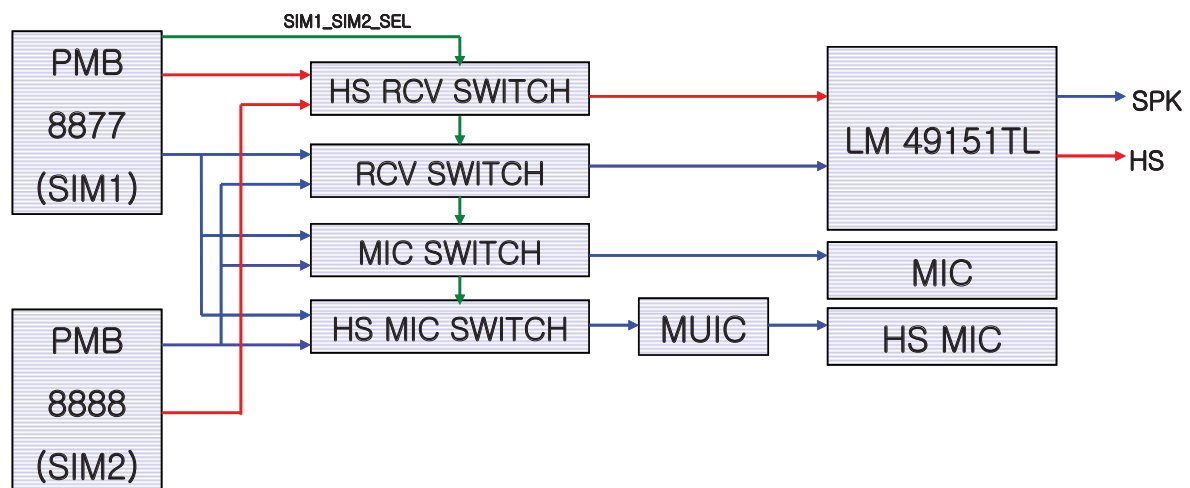 SIM1_SIM2_SEL
PMB
8877
(SIM1)
HS RCV SWITCH
RCV SWITCH
MIC SWITCH
HS MIC SWITCH
LM 49151TL
SPK
HS
MIC
MUIC
HS MIC
PMB
8888
(SIM2)